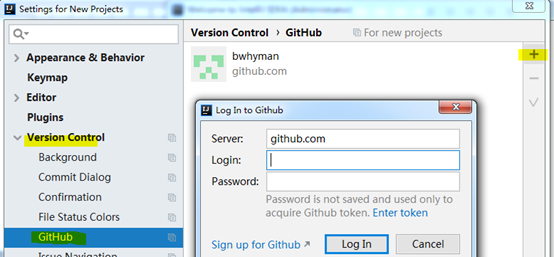 Settings for New Projects
Appearance & Behavior
Keymap
Editor
Plugins
Version Control
Background
Commit Dialog
Confirmation
File Status Colors
GitHub
Issue Navigation
Version Control › GitHub
For new projects
bwhyman
github.com
Log In to Github
Server:
github.com
Login:
Password:
Password is not saved and used only to
acquire Github token. Enter token
Sign up for Github ↗
Log In
Cancel